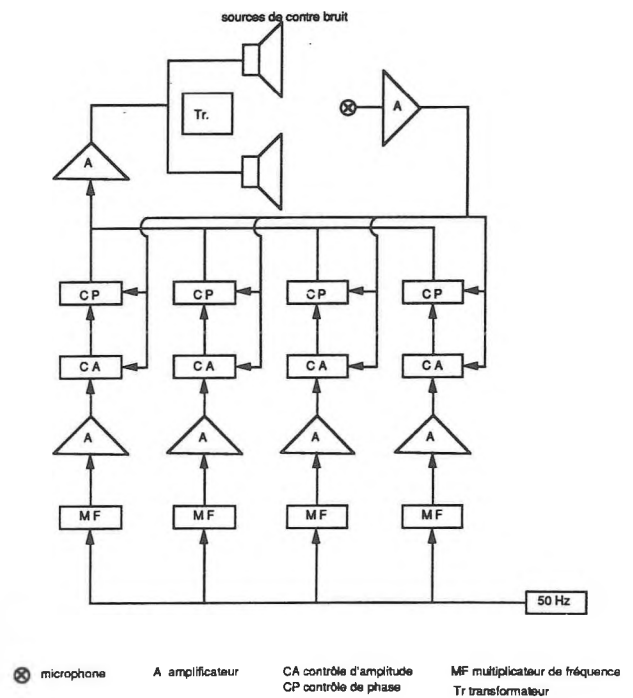 sources de contre bruit
Tr.
A
A
CP CP CP CP
CA CA CA CA
A A A A
MF MF MF MF
50 Hz
microphone A amplificateur CA contrôle d'amplitude MF multiplicateur de fréquence
CP contrôle de phase Tr transformateur